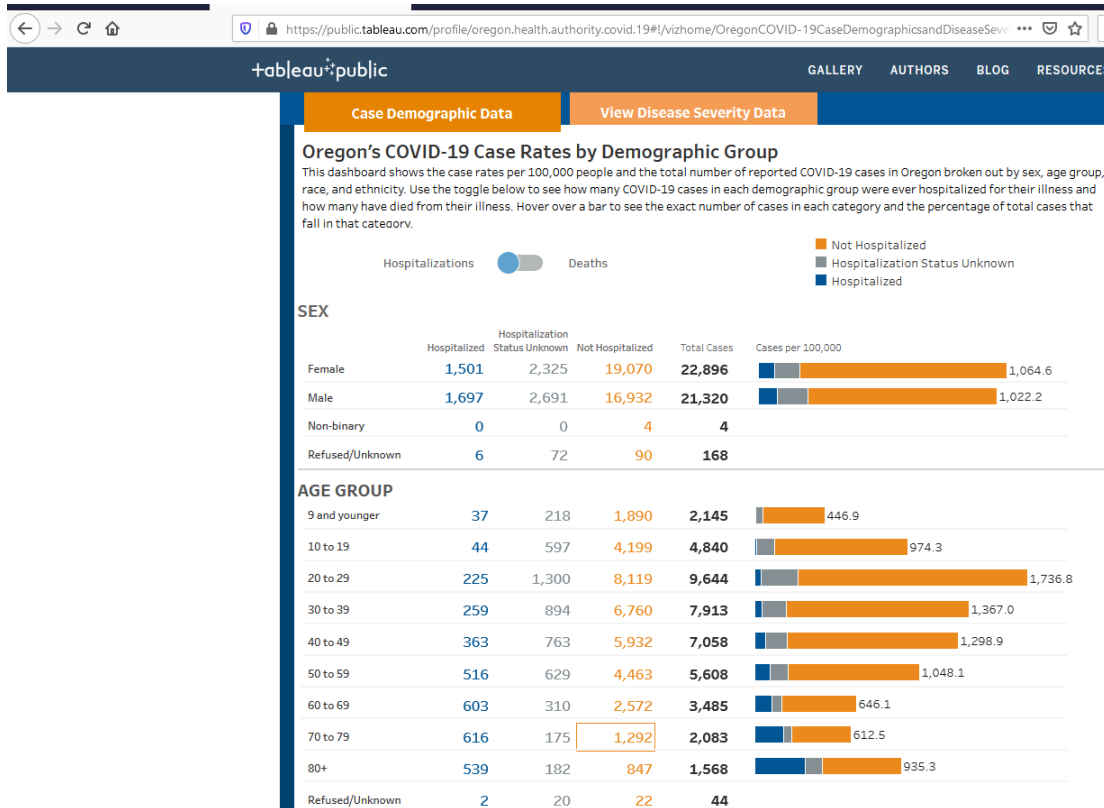 https://public.tableau.com/profile/oregon.health.authority.covid.19#!/vizhome/OregonCOVID-19CaseDemographicsandDiseaseSeve
+ableau public GALLERY AUTHORS BLOG RESOURCES
Case Demographic Data View Disease Severity Data
Oregon's COVID-19 Case Rates by Demographic Group
This dashboard shows the case rates per 100,000 people and the total number of reported COVID-19 cases in Oregon broken out by sex, age group,
race, and ethnicity. Use the toggle below to see how many COVID-19 cases in each demographic group were ever hospitalized for their illness and
how many have died from their illness. Hover over a bar to see the exact number of cases in each category and the percentage of total cases that
fall in that category.
Hospitalizations Deaths
Not Hospitalized
Hospitalization Status Unknown
Hospitalized
SEX
Hospitalized Hospitalization Status Unknown Not Hospitalized Total Cases Cases per 100,000
Female 1,501 2,325 19,070 22,896 1,064.6
Male 1,697 2,691 16,932 21,320 1,022.2
Non-binary 0 0 4 4
Refused/Unknown 6 72 90 168
AGE GROUP
9 and younger 37 218 1,890 2,145 446.9
10 to 19 44 597 4,199 4,840 974.3
20 to 29 225 1,300 8,119 9,644 1,736.8
30 to 39 259 894 6,760 7,913 1,367.0
40 to 49 363 763 5,932 7,058 1,298.9
50 to 59 516 629 4,463 5,608 1,048.1
60 to 69 603 310 2,572 3,485 646.1
70 to 79 616 175 1,292 2,083 612.5
80+ 539 182 847 1,568 935.3
Refused/Unknown 2 20 22 44